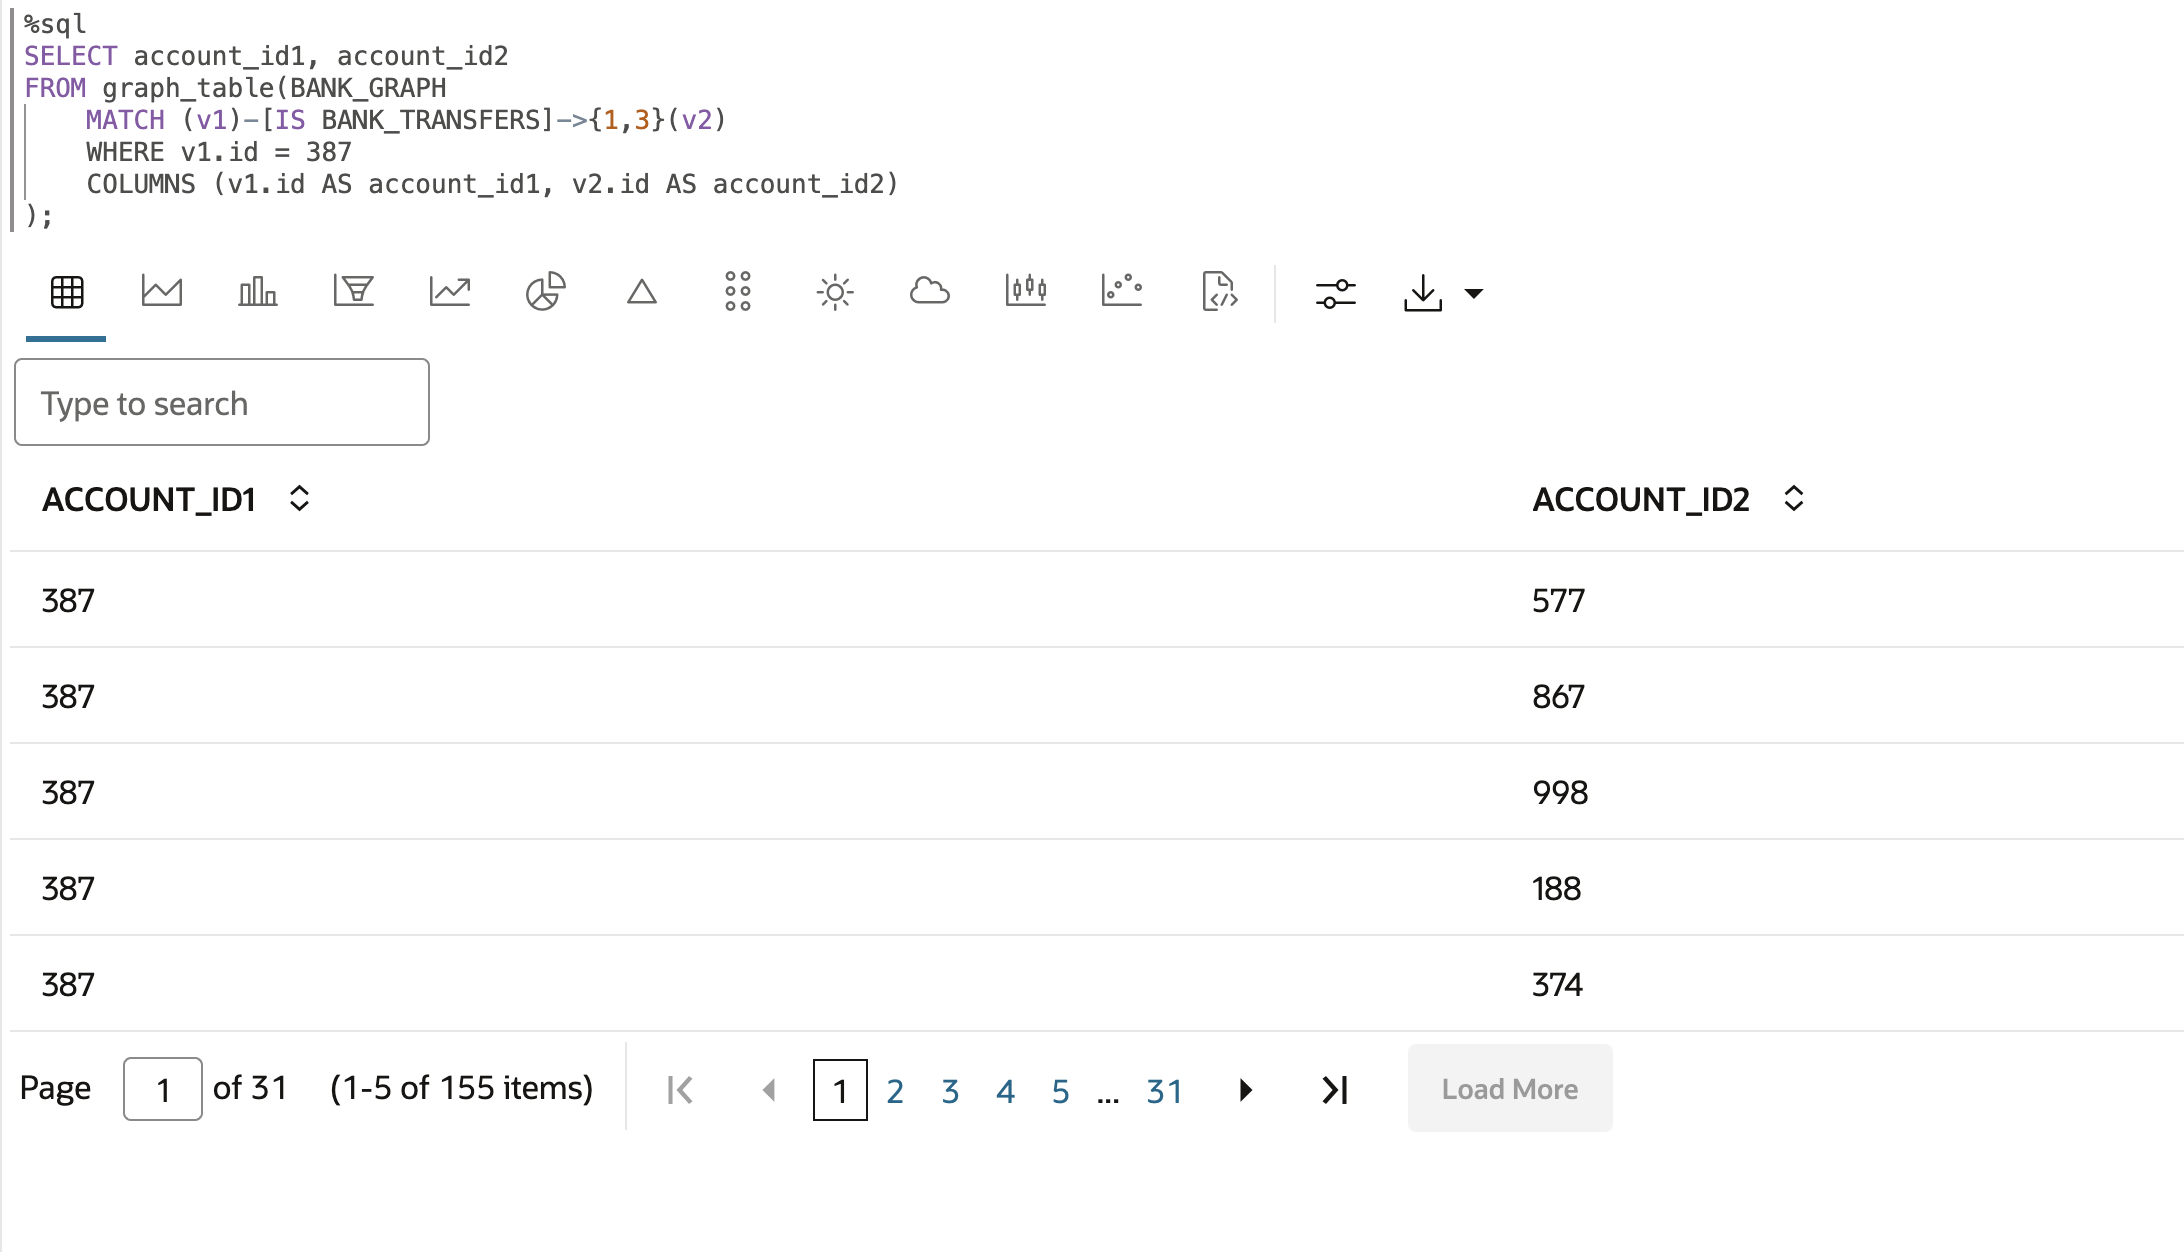 %sql
SELECT account_id1, account_id2
FROM graph_table(BANK_GRAPH
    MATCH (v1)-[IS BANK_TRANSFERS]->{1,3}(v2)
    WHERE v1.id = 387
    COLUMNS (v1.id AS account_id1, v2.id AS account_id2)
);
Type to search
ACCOUNT_ID1 ACCOUNT_ID2
387 577
387 867
387 998
387 188
387 374
Page 1 of 31 (1-5 of 155 items) 1 2 3 4 5 ... 31 Load More